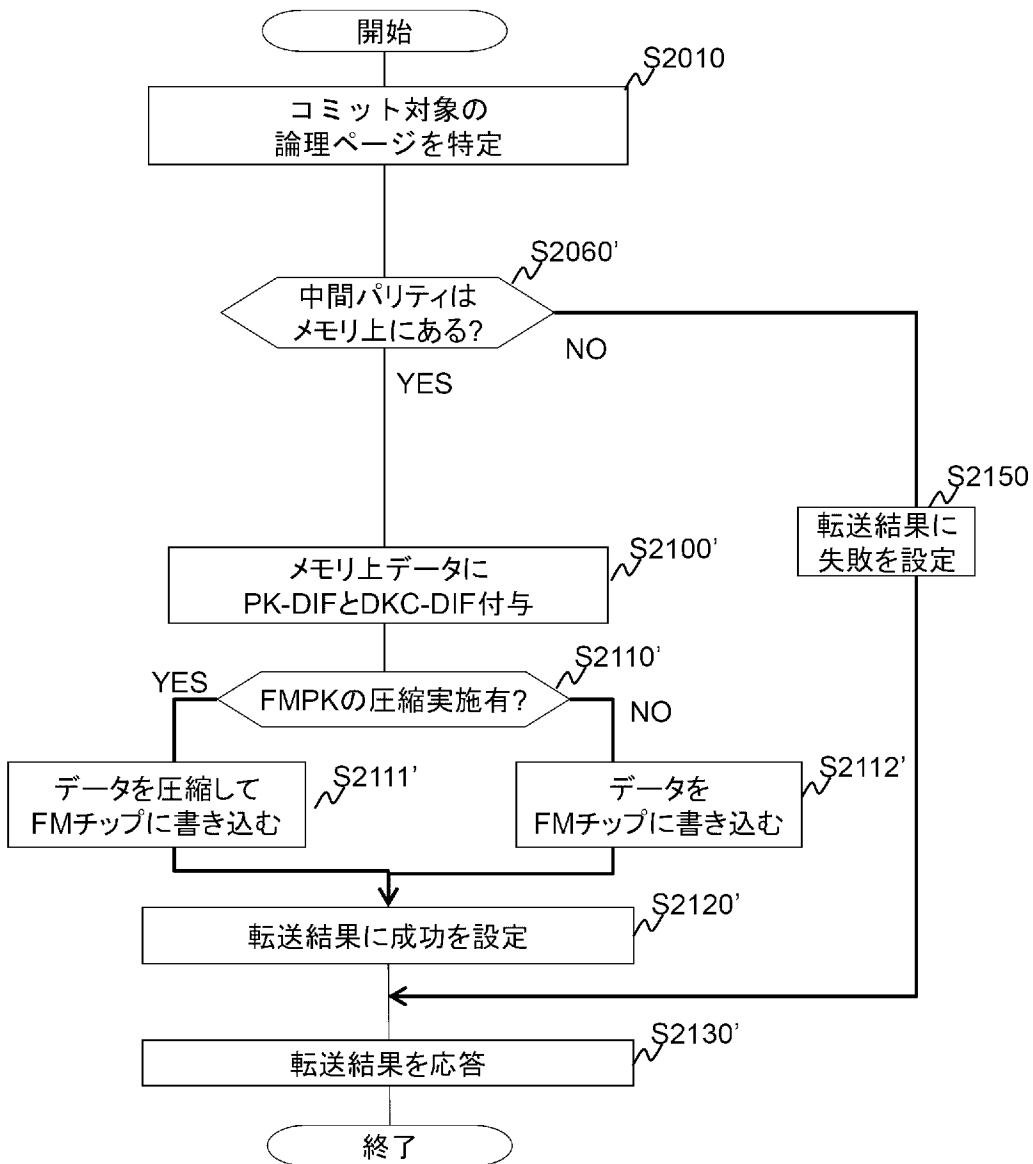 開始
S2010
コミット対象の
論理ページを特定
S2060’
中間パリティは
メモリ上にある?
NO
YES
S2150
転送結果に
失敗を設定
S2100’
メモリ上データに
PK-DIFとDKC-DIF付与
S2110’
YES
FMPKの圧縮実施有?
NO
S2111’
データを圧縮して
FMチップに書き込む
S2112’
データを
FMチップに書き込む
S2120’
転送結果に成功を設定
S2130’
転送結果を応答
終了